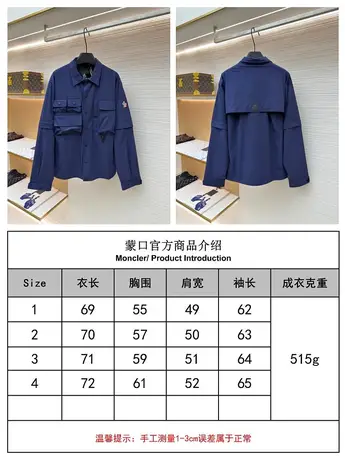 蒙口官方商品介绍
Moncler/ Product Introduction
Size 衣长 胸围 肩宽 袖长 成衣克重
1 69 55 49 62
2 70 57 50 63
3 71 59 51 64
4 72 61 52 65
515g
温馨提示：手工测量1-3cm误差属于正常